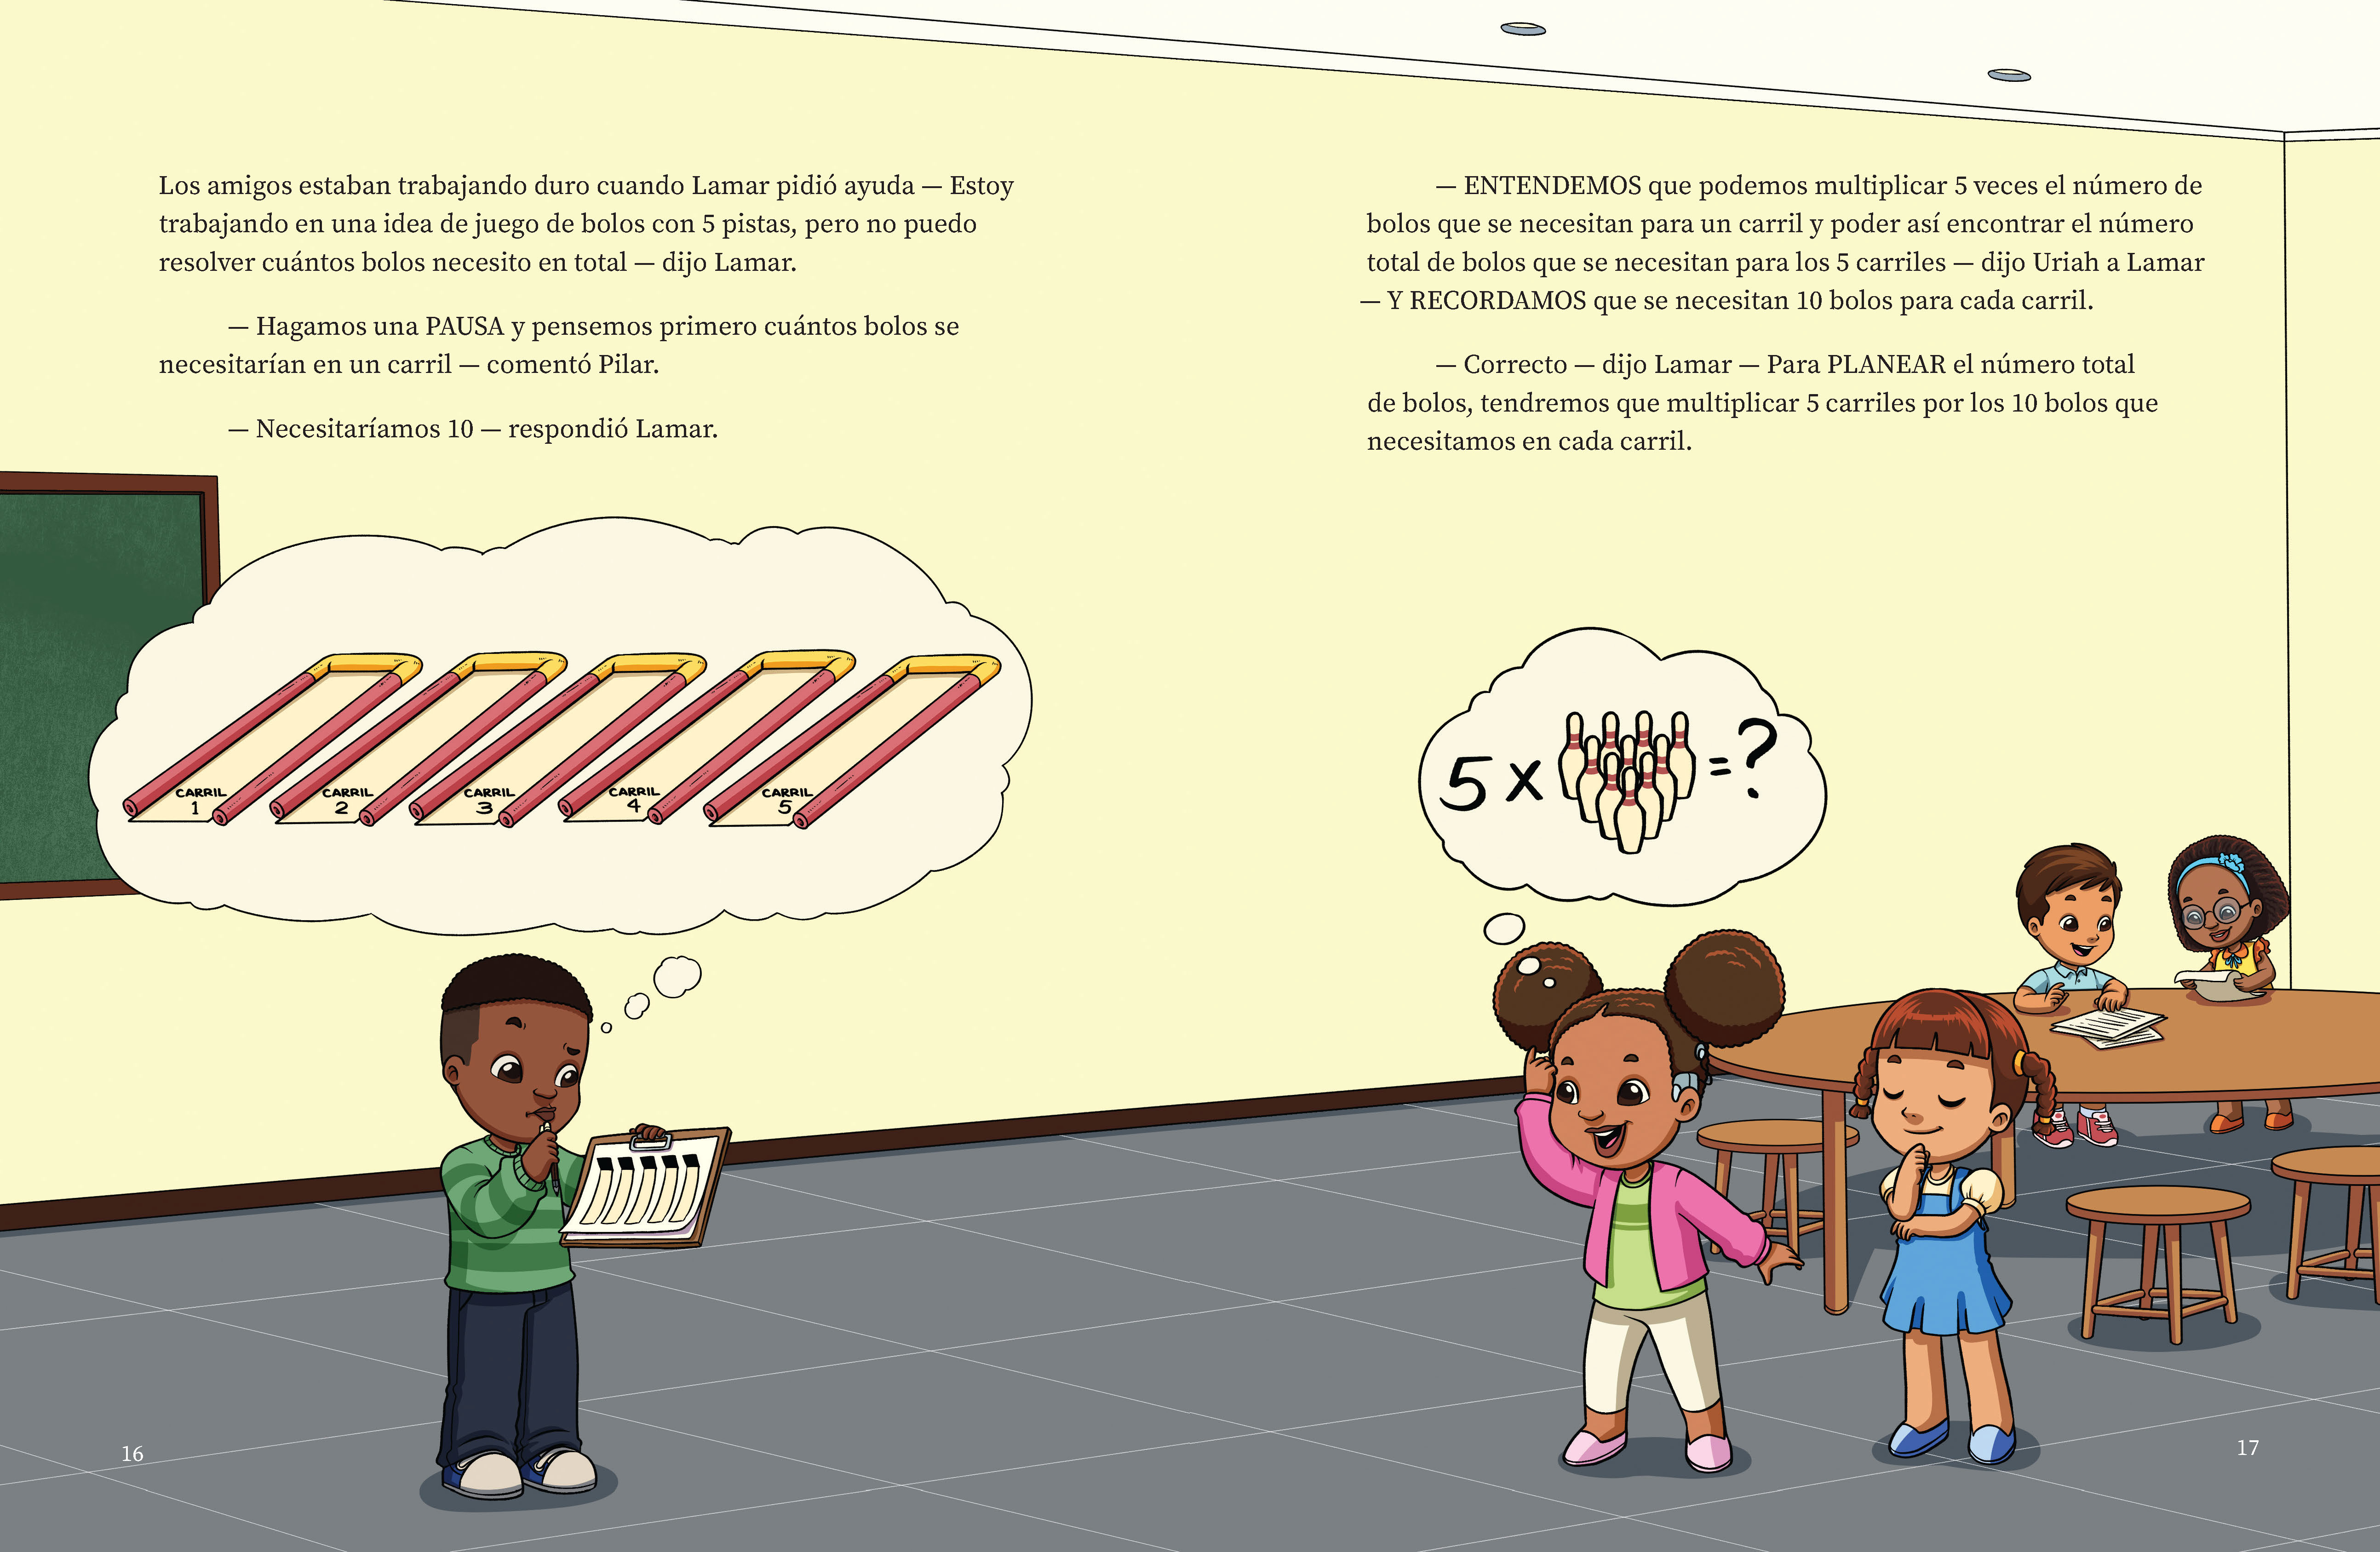 Los amigos estaban trabajando duro cuando Lamar pidió ayuda — Estoy
trabajando en una idea de juego de bolos con 5 pistas, pero no puedo
resolver cuántos bolos necesito en total — dijo Lamar.
— Hagamos una PAUSA y pensemos primero cuántos bolos se
necesitarían en un carril — comentó Pilar.
— Necesitaríamos 10 — respondió Lamar.
CARRIL
1
CARRIL
2
CARRIL
3
CARRIL
4
CARRIL
5
16
— ENTENDEMOS que podemos multiplicar 5 veces el número de
bolos que se necesitan para un carril y poder así encontrar el número
total de bolos que se necesitan para los 5 carriles — dijo Uriah a Lamar
— Y RECORDAMOS que se necesitan 10 bolos para cada carril.
— Correcto — dijo Lamar — Para PLANEAR el número total
de bolos, tendremos que multiplicar 5 carriles por los 10 bolos que
necesitamos en cada carril.
5 x = ?
17